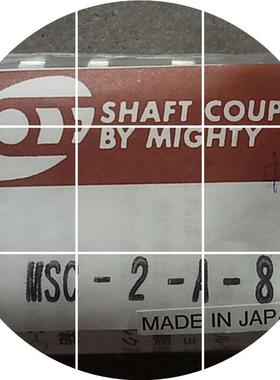 SHAFT COUP
BY MIGHTY
MSC-2-A-8
MADE IN JAPA